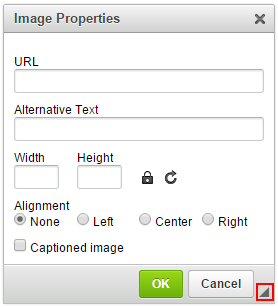 Image Properties
URL
Alternative Text
Width Height
Alignment
None Left Center Right
Captioned image
OK Cancel